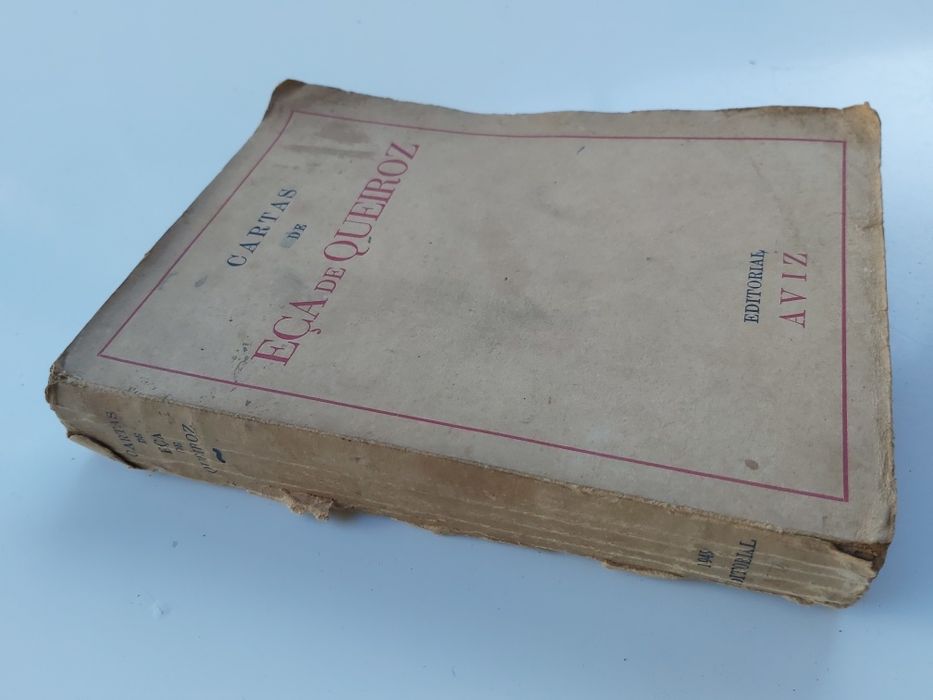 CARTAS
DE
EÇA DE QUEIROZ
EDITORIAL
AVIZ
CARTAS
DE
EÇA
DE
QUEIROZ
1945
EDITORIAL